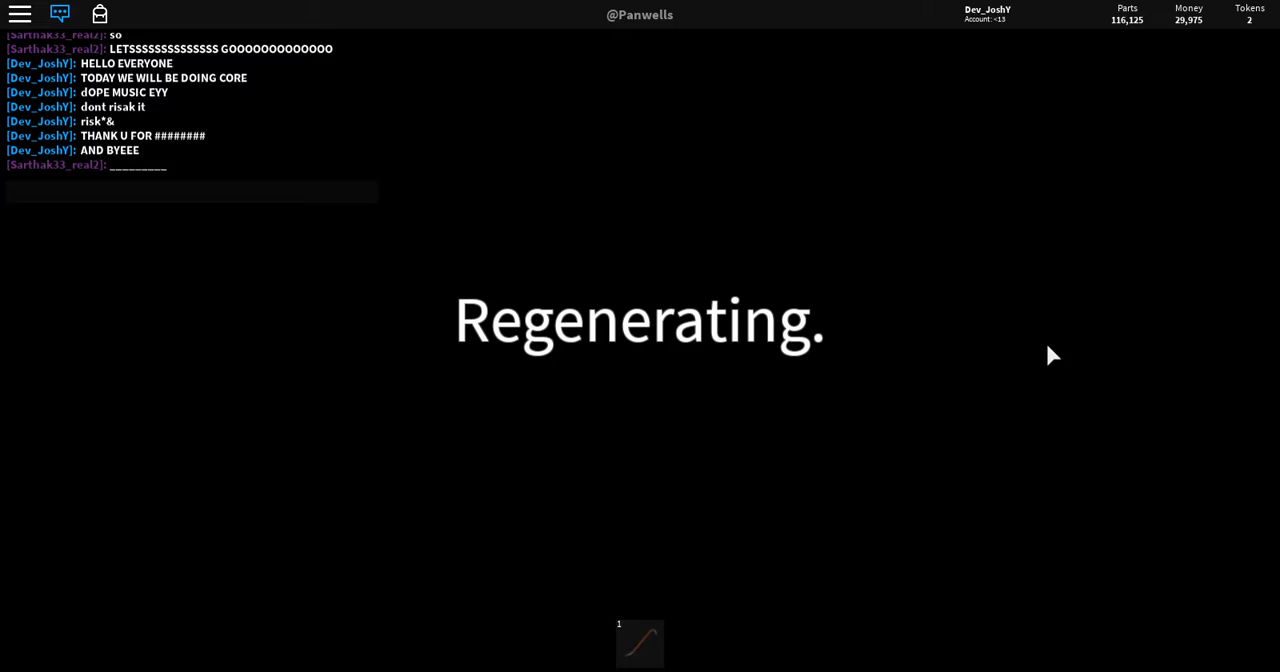 @Panwells
Dev_JoshY
Account: <13
Parts
116,125
Money
29,975
Tokens
2
[Sarthak33_real2]: so
[Sarthak33_real2]: LETSSSSSSSSSSSSSS GOOOOOOOOOOOOO
[Dev_JoshY]: HELLO EVERYONE
[Dev_JoshY]: TODAY WE WILL BE DOING CORE
[Dev_JoshY]: dOPE MUSIC EYY
[Dev_JoshY]: dont risak it
[Dev_JoshY]: risk*&
[Dev_JoshY]: THANK U FOR ########
[Dev_JoshY]: AND BYEEE
[Sarthak33_real2]: _________
Regenerating.
1